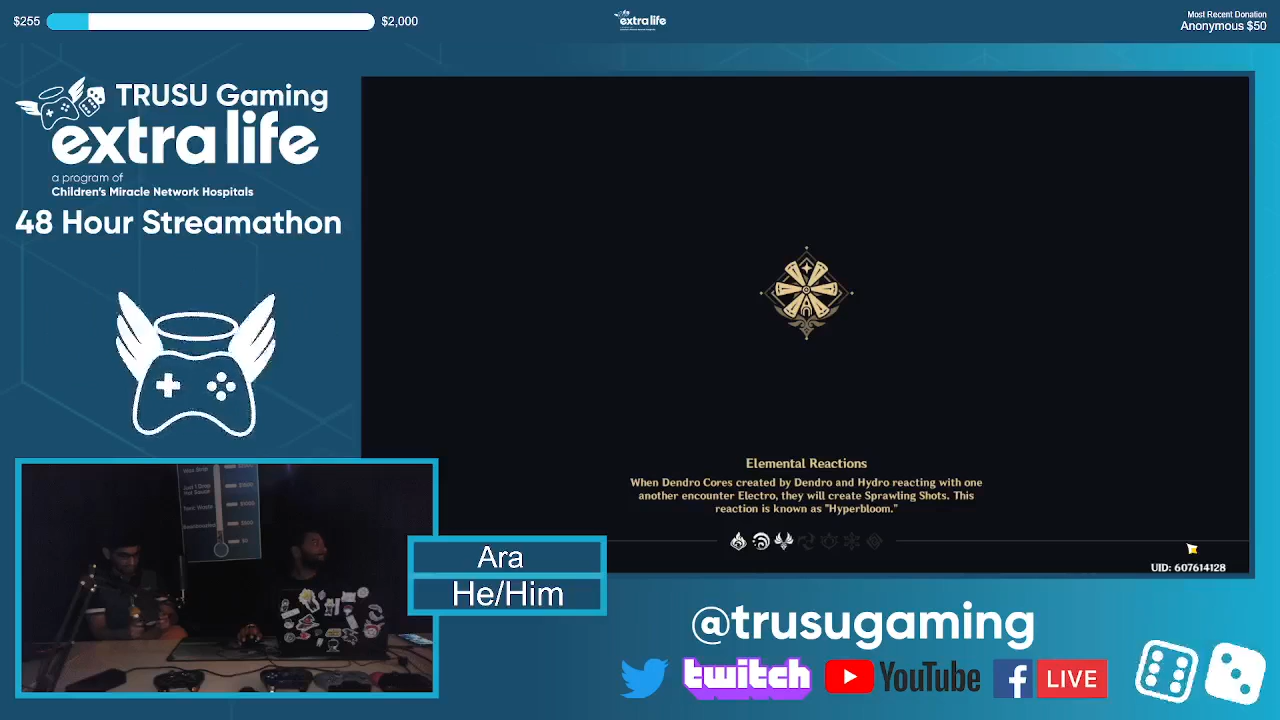 $255
$2,000
extra life
Most Recent Donation
Anonymous $50
TRUSU Gaming
extra life
a program of
Children's Miracle Network Hospitals
48 Hour Streamathon
Elemental Reactions
When Dendro Cores created by Dendro and Hydro reacting with one
another encounter Electro, they will create Sprawling Shots. This
reaction is known as "Hyperbloom."
UID: 607614128
Ara
He/Him
@trusugaming
twitch
YouTube
f LIVE